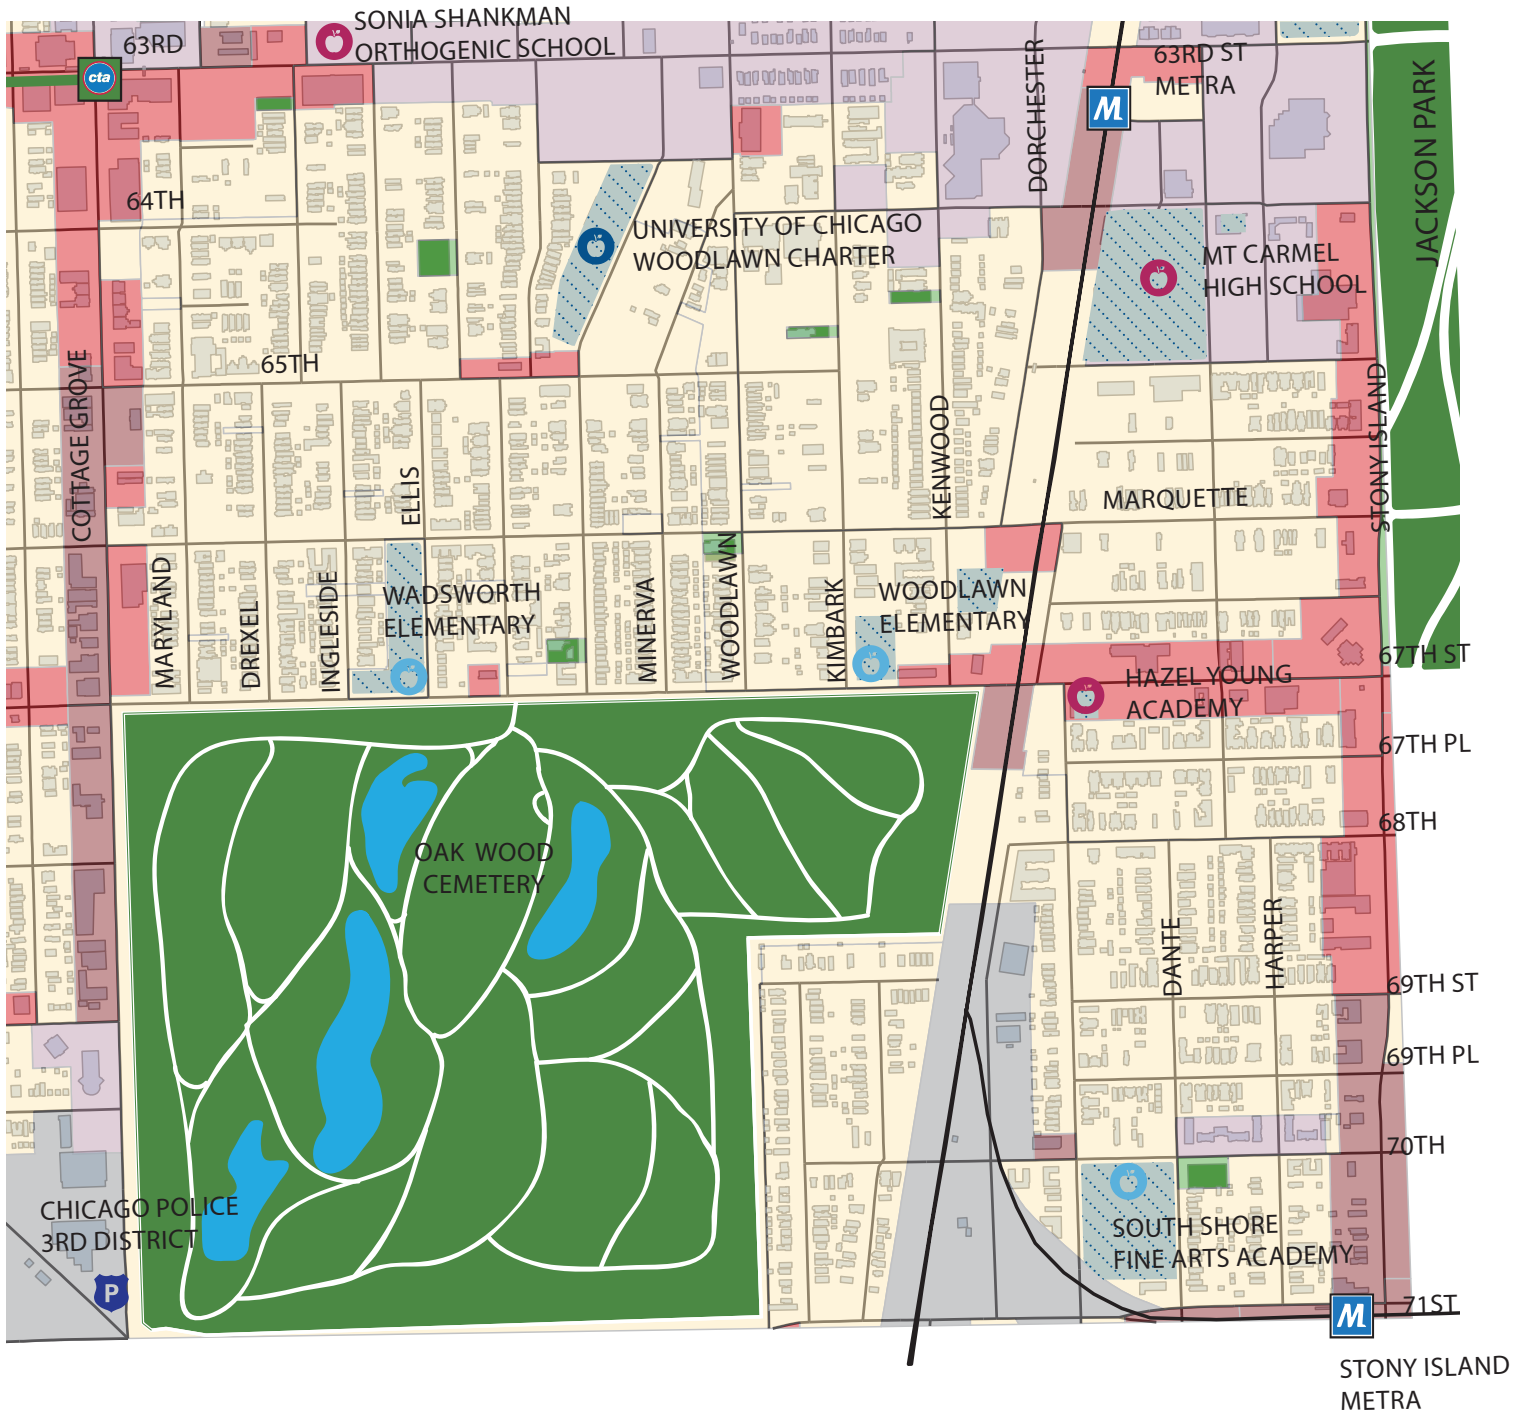 SONIA SHANKMAN
ORTHOGENIC SCHOOL
63RD
cta
DORCHESTER
63RD ST
METRA
M
JACKSON PARK
64TH
UNIVERSITY OF CHICAGO
WOODLAWN CHARTER
MT CARMEL
HIGH SCHOOL
65TH
COTTAGE GROVE
STONY ISLAND
KENWOOD
ELLIS
MARQUETTE
MARYLAND
DREXEL
INGLESIDE
WADSWORTH
ELEMENTARY
MINERVA
WOODLAWN
KIMBARK
WOODLAWN
ELEMENTARY
67TH ST
HAZEL YOUNG
ACADEMY
67TH PL
68TH
OAK WOOD
CEMETERY
DANTE
HARPER
69TH ST
69TH PL
70TH
CHICAGO POLICE
3RD DISTRICT
P
SOUTH SHORE
FINE ARTS ACADEMY
71ST
M
STONY ISLAND
METRA